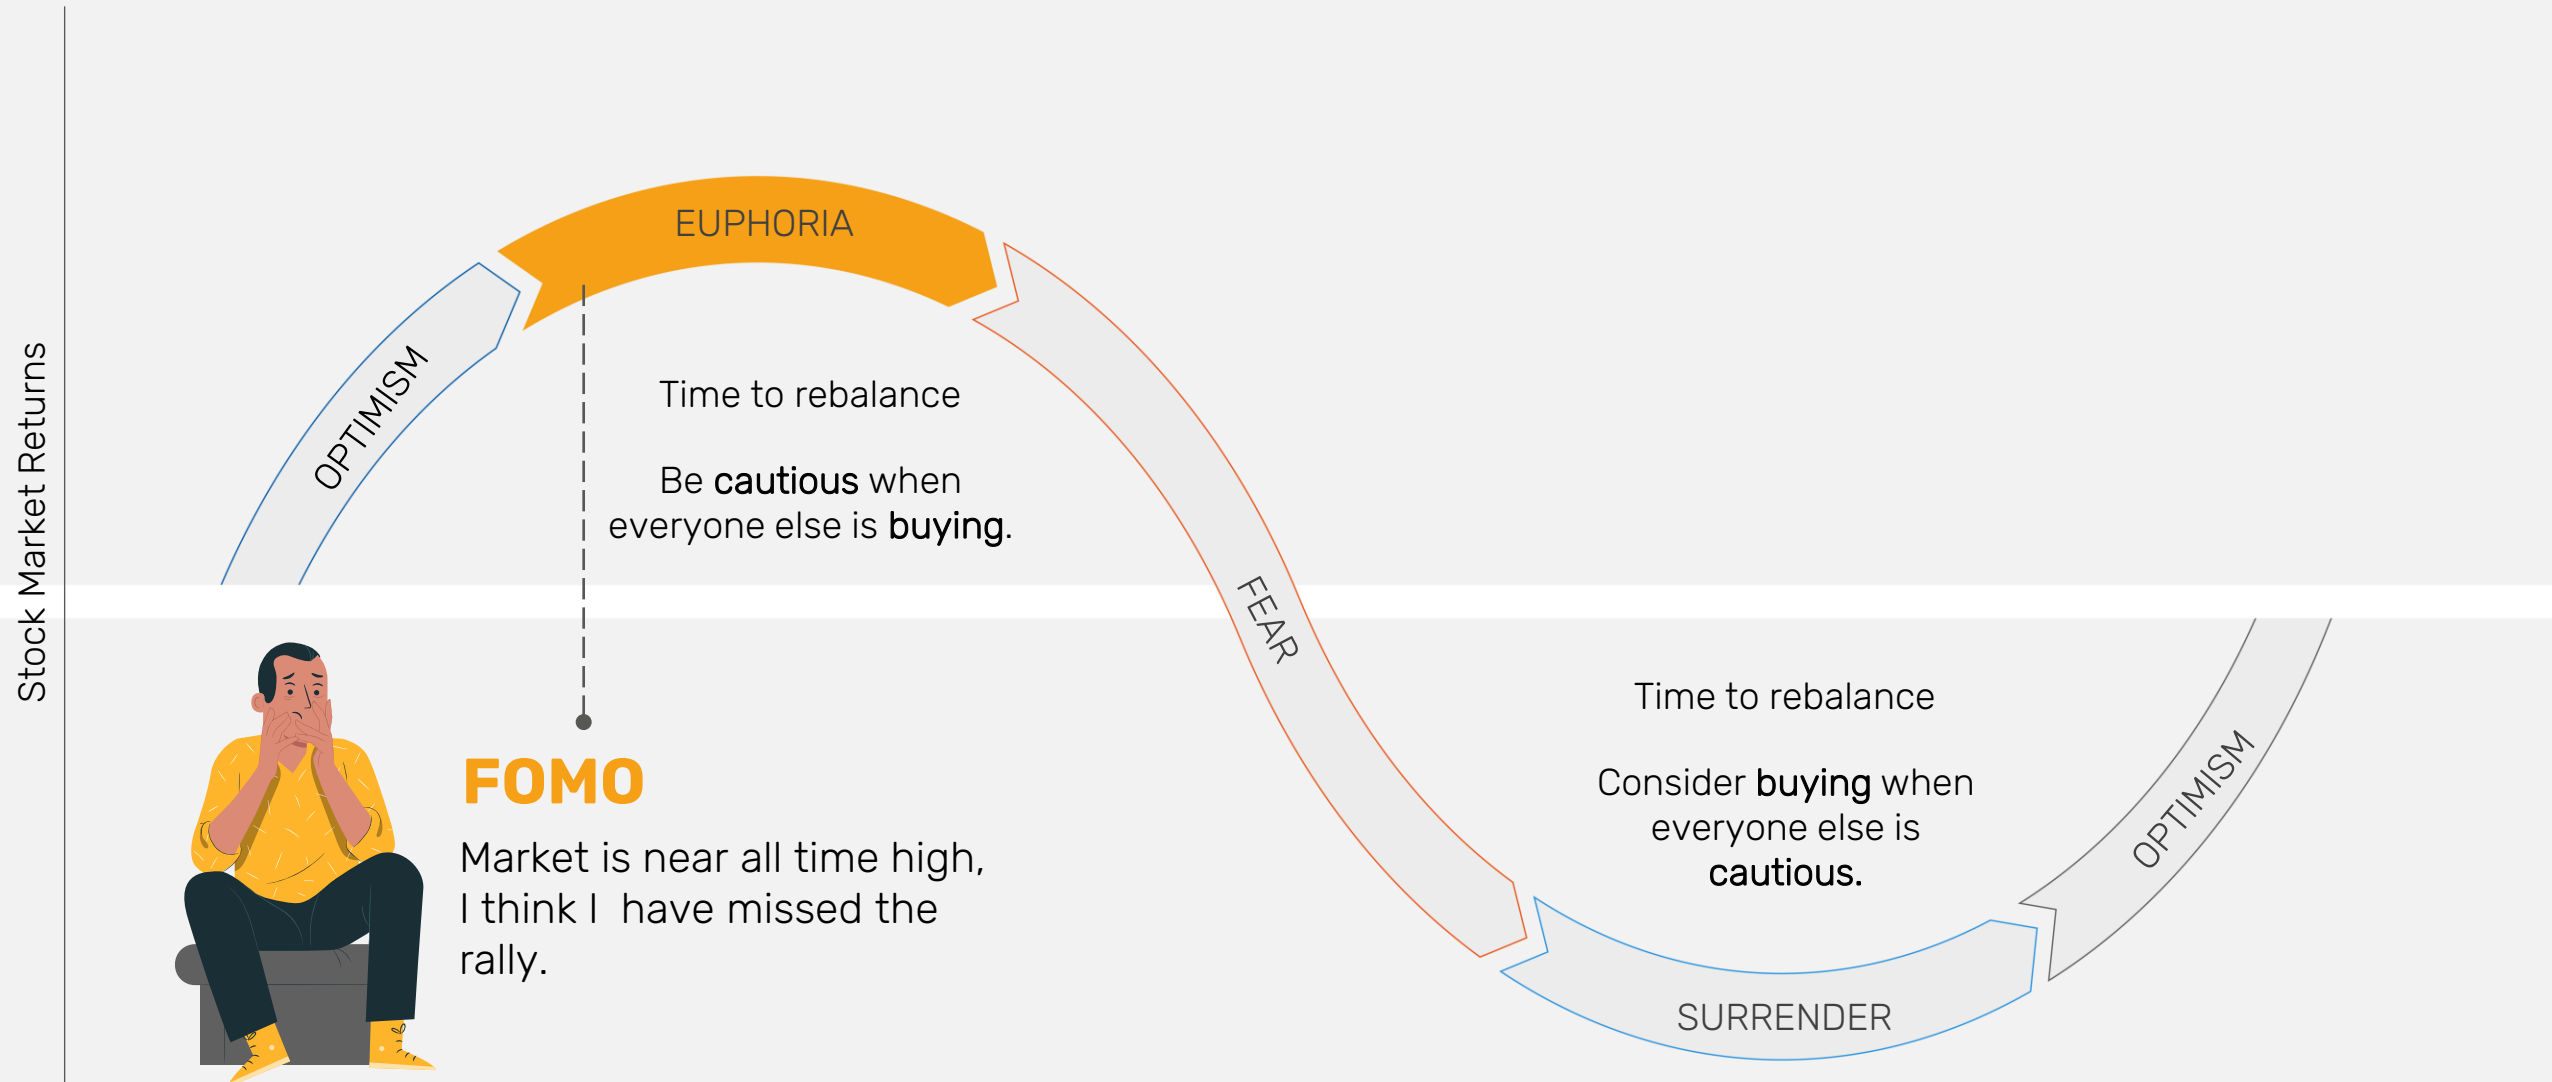 Stock Market Returns
OPTIMISM
EUPHORIA
Time to rebalance
Be cautious when
everyone else is buying.
FEAR
FOMO
Market is near all time high,
I think I  have missed the
rally.
Time to rebalance
Consider buying when
everyone else is
cautious.
SURRENDER
OPTIMISM